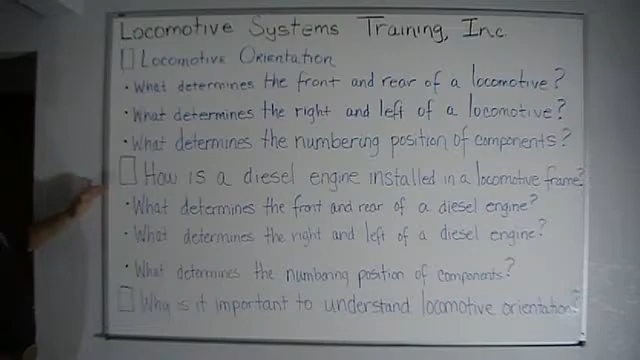 Locomotive Systems Training, Inc.
Locomotive Orientation
• What determines the front and rear of a locomotive?
• What determines the right and left of a locomotive?
• What determines the numbering position of components?
How is a diesel engine installed in a locomotive frame?
• What determines the front and rear of a diesel engine?
• What determines the right and left of a diesel engine?
• What determines the numbering position of components?
Why is it important to understand locomotive orientation?